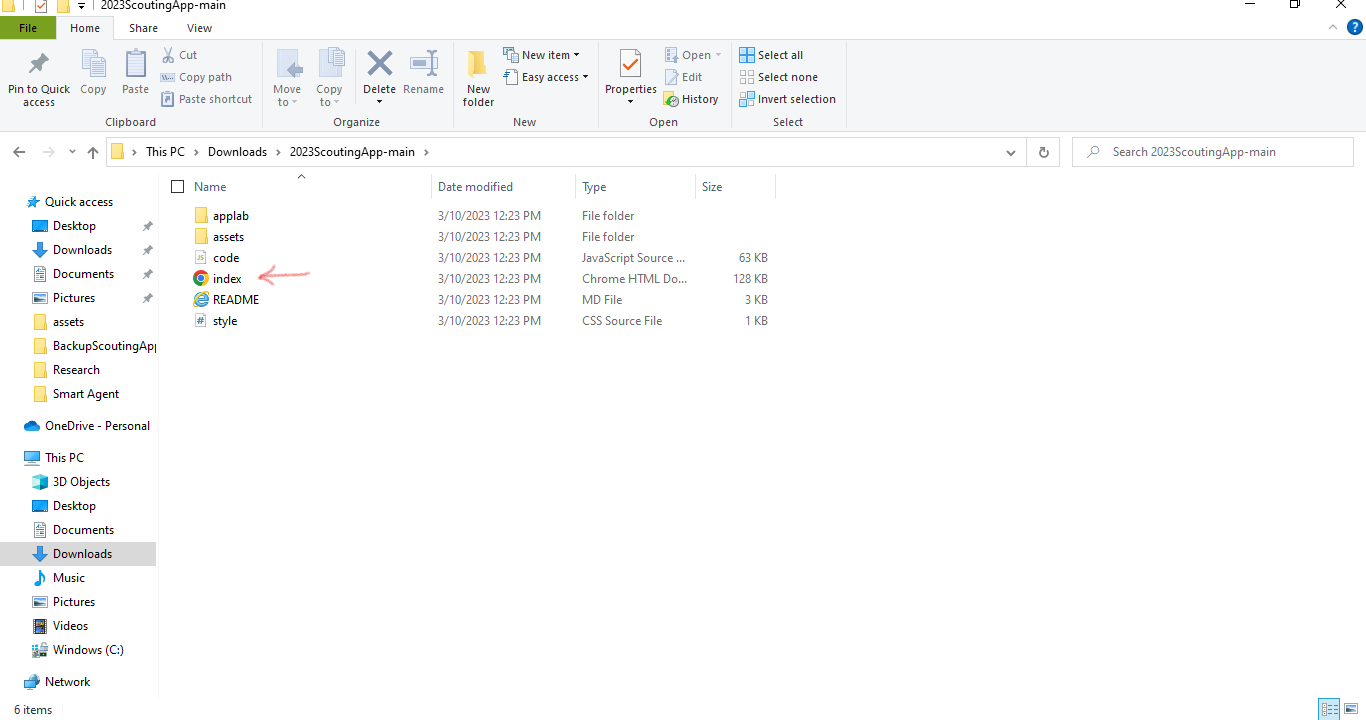 2023ScoutingApp-main
File Home Share View
Pin to Quick access
Copy
Paste
Cut
Copy path
Paste shortcut
Clipboard
Move to
Copy to
Delete
Rename
Organize
New folder
New item
Easy access
New
Properties
Open
Edit
History
Open
Select all
Select none
Invert selection
Select
This PC > Downloads > 2023ScoutingApp-main >
Search 2023ScoutingApp-main
Name Date modified Type Size
applab 3/10/2023 12:23 PM File folder
assets 3/10/2023 12:23 PM File folder
code 3/10/2023 12:23 PM JavaScript Source ... 63 KB
index 3/10/2023 12:23 PM Chrome HTML Do... 128 KB
README 3/10/2023 12:23 PM MD File 3 KB
style 3/10/2023 12:23 PM CSS Source File 1 KB
Quick access
Desktop
Downloads
Documents
Pictures
assets
BackupScoutingApp
Research
Smart Agent
OneDrive - Personal
This PC
3D Objects
Desktop
Documents
Downloads
Music
Pictures
Videos
Windows (C:)
Network
6 items